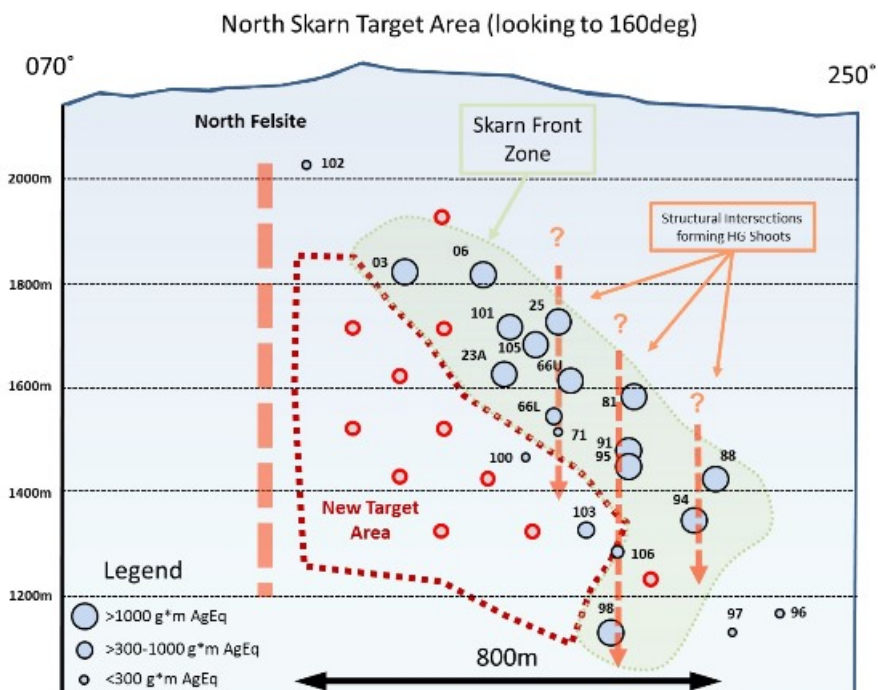 North Skarn Target Area (looking to 160deg)
070°
250°
North Felsite
Skarn Front
Zone
102
2000m
Structural Intersections
forming HG Shoots
?
03
06
1800m
25
?
101
105
23A
66U
1600m
81
66L
?
71
91
100
95
88
1400m
94
New Target
Area
103
106
Legend
1200m
98
97
96
>1000 g*m AgEq
>300-1000 g*m AgEq
<300 g*m AgEq
800m